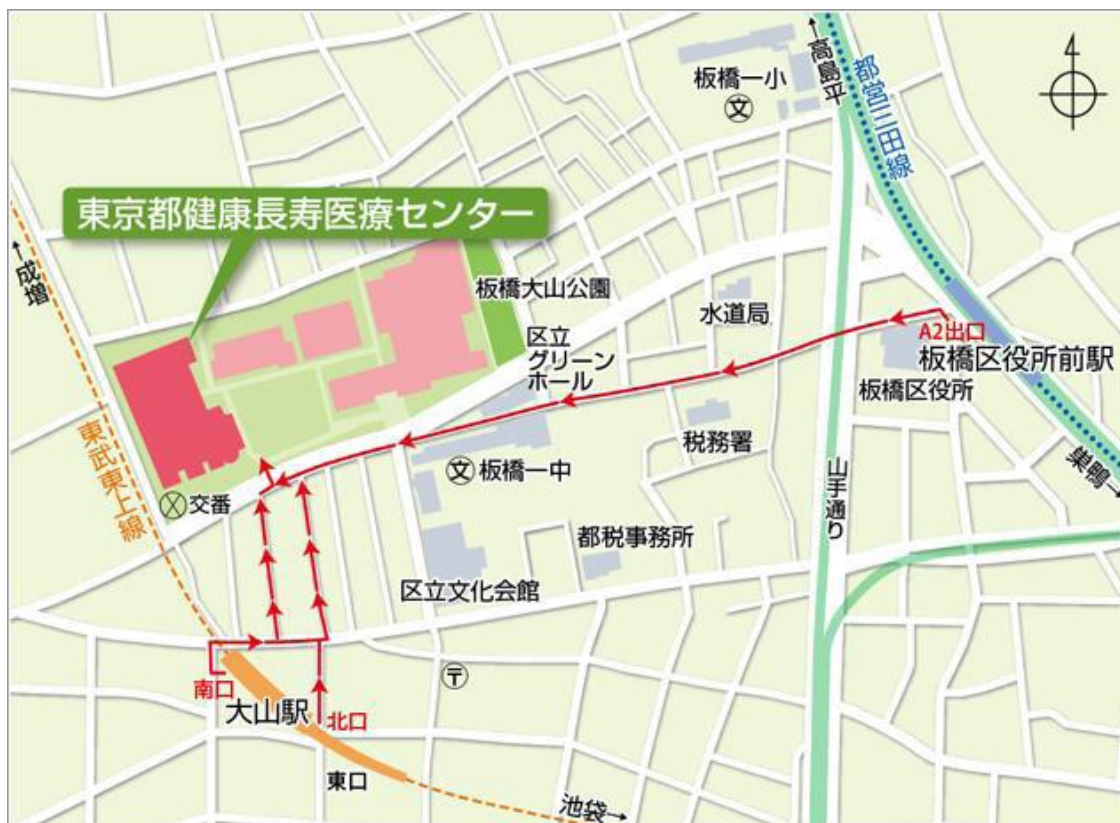 ←高島平
板橋一小
文
都営三田線
東京都健康長寿医療センター
←成増
板橋大山公園
水道局
A2出口
板橋区役所前駅
区立
グリーン
ホール
板橋区役所
税務署
東武東上線
文 板橋一中
巣鴨→
交番
山手通り
都税事務所
区立文化会館
〒
南口
大山駅
北口
東口
池袋→